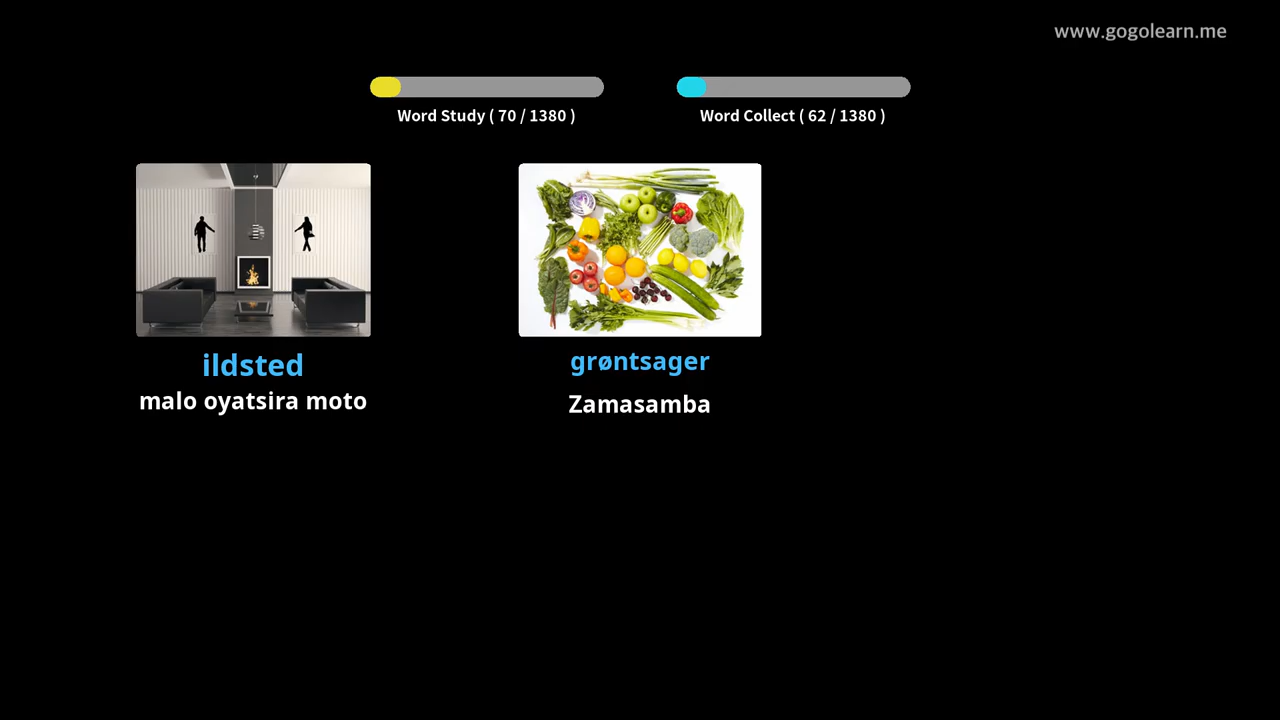 www.gogolearn.me
Word Study ( 70 / 1380 )
Word Collect ( 62 / 1380 )
ildsted
malo oyatsira moto
grøntsager
Zamasamba